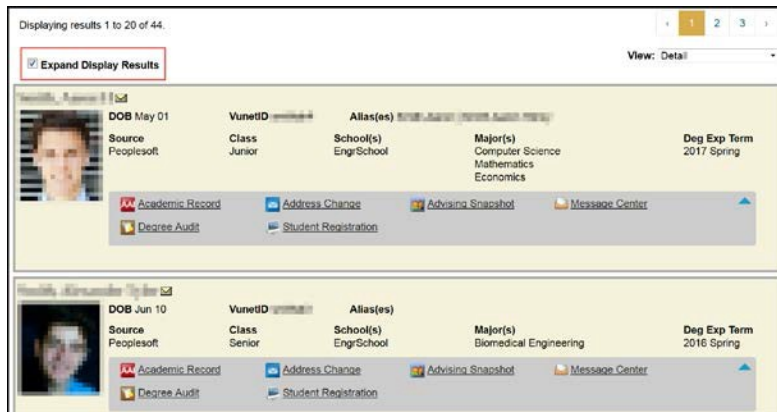 Displaying results 1 to 20 of 44.
‹ 1 2 3 ›
Expand Display Results
View: Detail
DOB May 01 VunetID Alias(es)
Source Class School(s) Major(s) Deg Exp Term
Peoplesoft Junior EngrSchool Computer Science 2017 Spring
Mathematics
Economics
Academic Record Address Change Advising Snapshot Message Center
Degree Audit Student Registration
DOB Jun 10 VunetID Alias(es)
Source Class School(s) Major(s) Deg Exp Term
Peoplesoft Senior EngrSchool Biomedical Engineering 2016 Spring
Academic Record Address Change Advising Snapshot Message Center
Degree Audit Student Registration